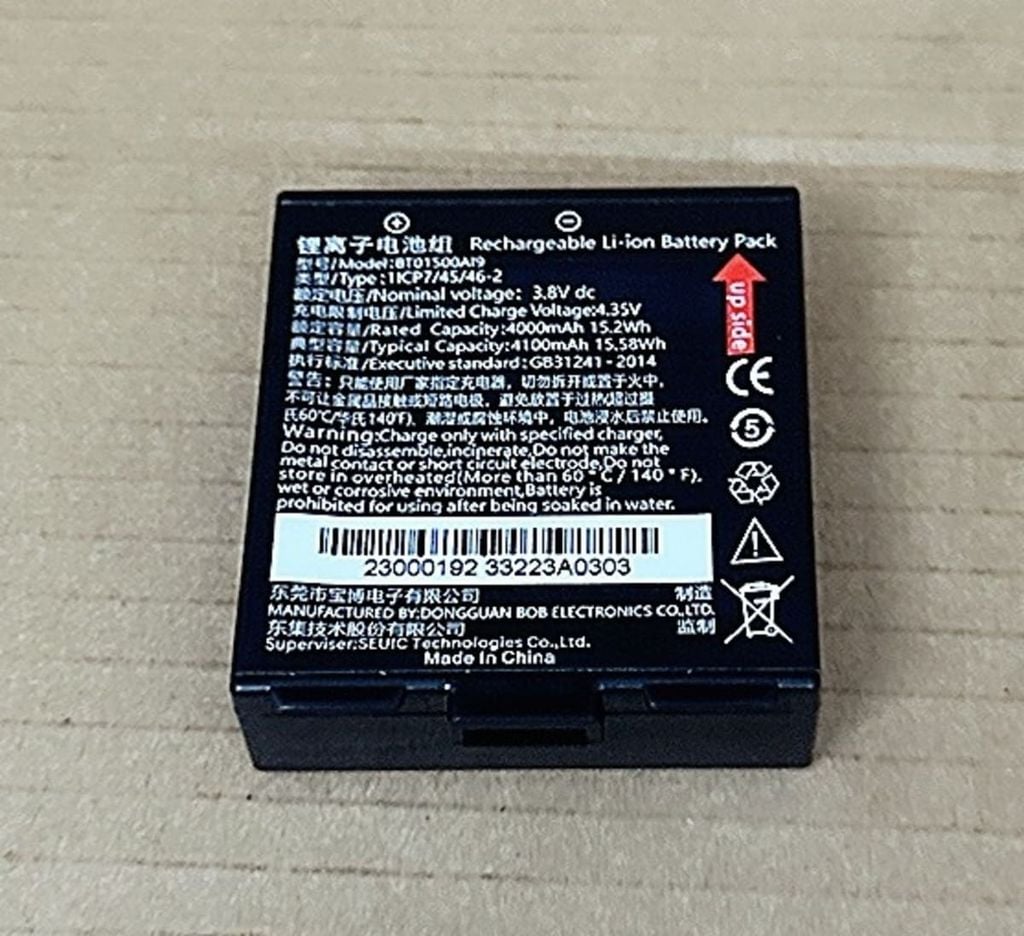 ⊕ ⊖
锂离子电池组 Rechargeable Li-ion Battery Pack
型号/Model:BT01500AI9
类型/Type:1ICP7/45/46-2
额定电压/Nominal voltage: 3.8V dc
充电限制电压/Limited Charge Voltage:4.35V
额定容量/Rated Capacity:4000mAh 15.2Wh
典型容量/Typical Capacity:4100mAh 15.58Wh
执行标准/Executive standard:GB31241-2014
警告:只能使用厂家指定充电器,切勿拆开或置于火中,
不可让金属品接触或短路电极,避免放置于过热(超过摄
氏60°C/华氏140°F)、潮湿或腐蚀环境中,电池浸水后禁止使用。
Warning:Charge only with specified charger,
Do not disassemble,incinerate,Do not make the
metal contact or short circuit electrode,Do not
store in overheated(More than 60 ° C / 140 ° F),
wet or corrosive environment,Battery is
prohibited for using after being soaked in water.
up side
CE
5
23000192 33223A0303
东莞市宝博电子有限公司 制造
MANUFACTURED BY:DONGGUAN BOB ELECTRONICS CO.,LTD.
东集技术股份有限公司 监制
Superviser:SEUIC Technologies Co.,Ltd.
Made In China